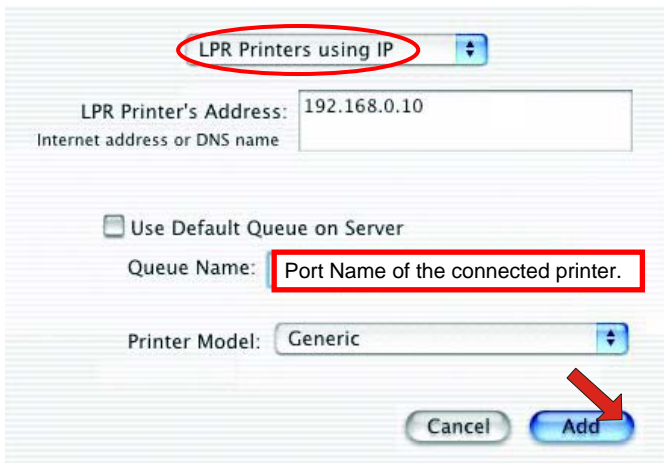 LPR Printers using IP
LPR Printer's Address: 192.168.0.10
Internet address or DNS name
Use Default Queue on Server
Queue Name: Port Name of the connected printer.
Printer Model: Generic
Cancel Add